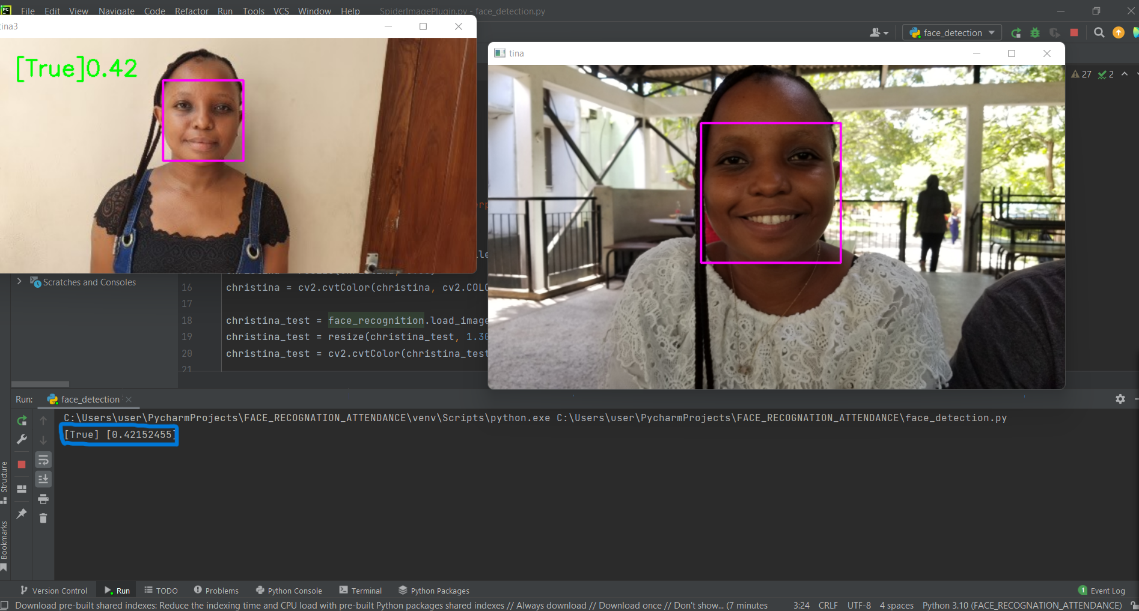 File Edit View Navigate Code Refactor Run Tools VCS Window Help SpiderImagePlugin.py - face_detection.py
tina3
[True]0.42
tina
face_detection
27 2
Scratches and Consoles
16 christina = cv2.cvtColor(christina, cv2.COL
17
18 christina_test = face_recognition.load_image
19 christina_test = resize(christina_test, 1.30
20 christina_test = cv2.cvtColor(christina_test
21
Run: face_detection
C:\Users\user\PycharmProjects\FACE_RECOGNATION_ATTENDANCE\venv\Scripts\python.exe C:\Users\user\PycharmProjects\FACE_RECOGNATION_ATTENDANCE\face_detection.py
[True] [0.42152455]
Structure
Bookmarks
Version Control Run TODO Problems Python Console Terminal Python Packages 1 Event Log
Download pre-built shared indexes: Reduce the indexing time and CPU load with pre-built Python packages shared indexes // Always download // Download once // Don't show... (7 minutes 3:24 CRLF UTF-8 4 spaces Python 3.10 (FACE_RECOGNATION_ATTENDANCE)